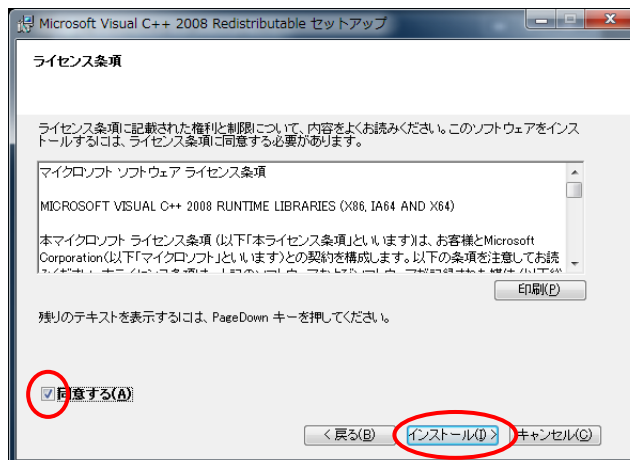 Microsoft Visual C++ 2008 Redistributable セットアップ
ライセンス条項
ライセンス条項に記載された権利と制限について、内容をよくお読みください。このソフトウェアをインス
トールするには、ライセンス条項に同意する必要があります。
マイクロソフト ソフトウェア ライセンス条項
MICROSOFT VISUAL C++ 2008 RUNTIME LIBRARIES (X86, IA64 AND X64)
本マイクロソフト ライセンス条項 (以下「本ライセンス条項」といいます)は、お客様とMicrosoft
Corporation(以下「マイクロソフト」といいます)との契約を構成します。以下の条項を注意してお読
印刷(P)
残りのテキストを表示するには、PageDown キーを押してください。
同意する(A)
< 戻る(B) インストール(I) > キャンセル(C)